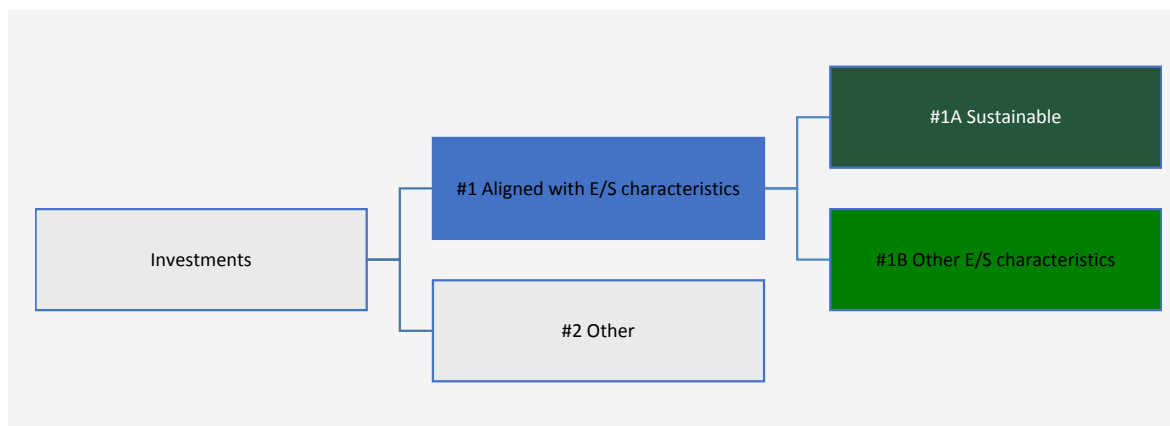 #1A Sustainable
#1 Aligned with E/S characteristics
Investments
#1B Other E/S characteristics
#2 Other